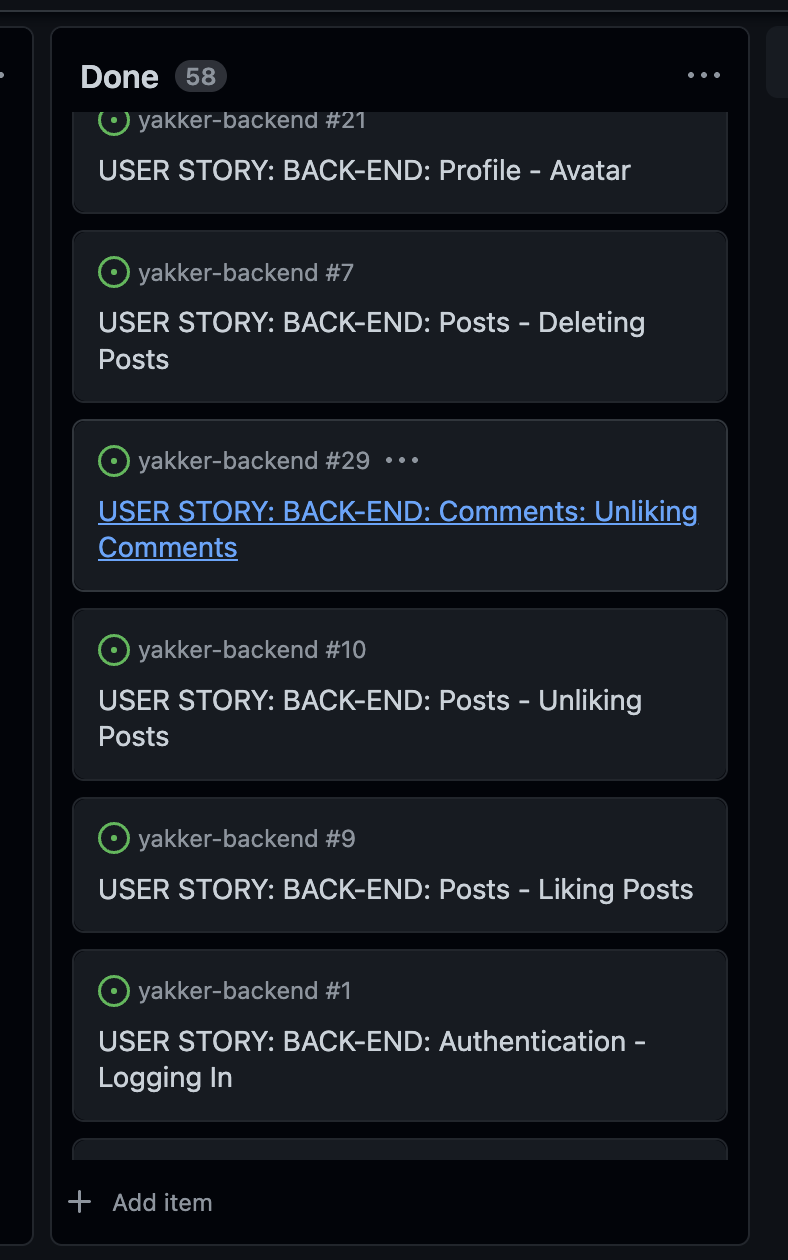 Done 58
yakker-backend #21
USER STORY: BACK-END: Profile - Avatar
yakker-backend #7
USER STORY: BACK-END: Posts - Deleting
Posts
yakker-backend #29
USER STORY: BACK-END: Comments: Unliking
Comments
yakker-backend #10
USER STORY: BACK-END: Posts - Unliking
Posts
yakker-backend #9
USER STORY: BACK-END: Posts - Liking Posts
yakker-backend #1
USER STORY: BACK-END: Authentication -
Logging In
Add item